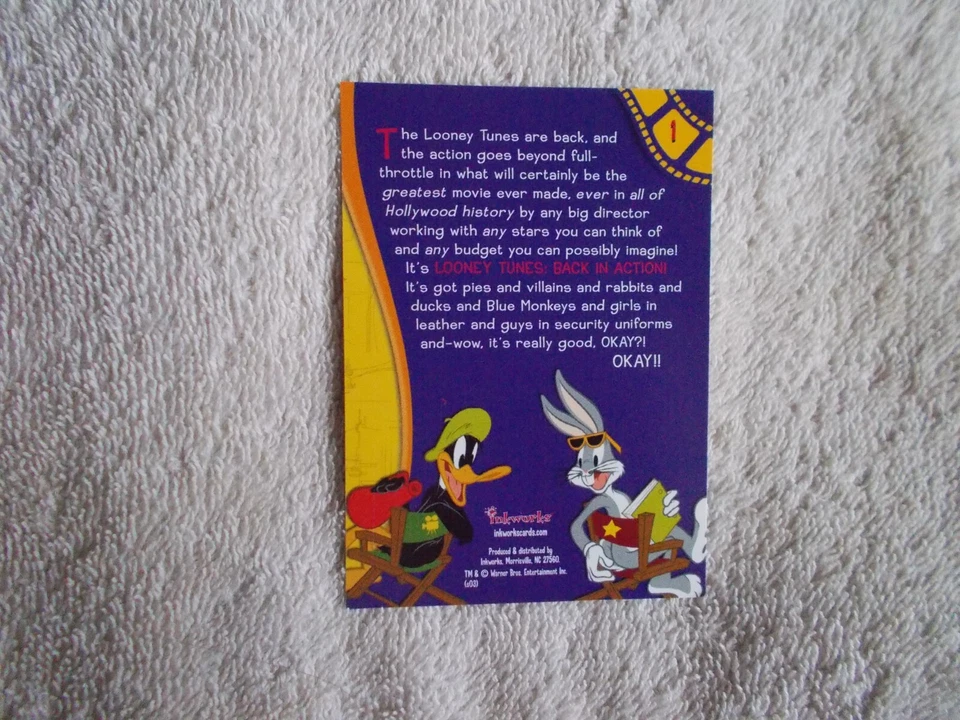 1
The Looney Tunes are back, and
the action goes beyond full-
throttle in what will certainly be the
greatest movie ever made, ever in all of
Hollywood history by any big director
working with any stars you can think of
and any budget you can possibly imagine!
It's LOONEY TUNES: BACK IN ACTION!
It's got pies and villains and rabbits and
ducks and Blue Monkeys and girls in
leather and guys in security uniforms
and-wow, it's really good, OKAY?!
OKAY!!
inkworks
inkworkscards.com
Produced & distributed by
Inkworks, Morrisville, NC 27560.
TM & © Warner Bros. Entertainment Inc.
(s03)